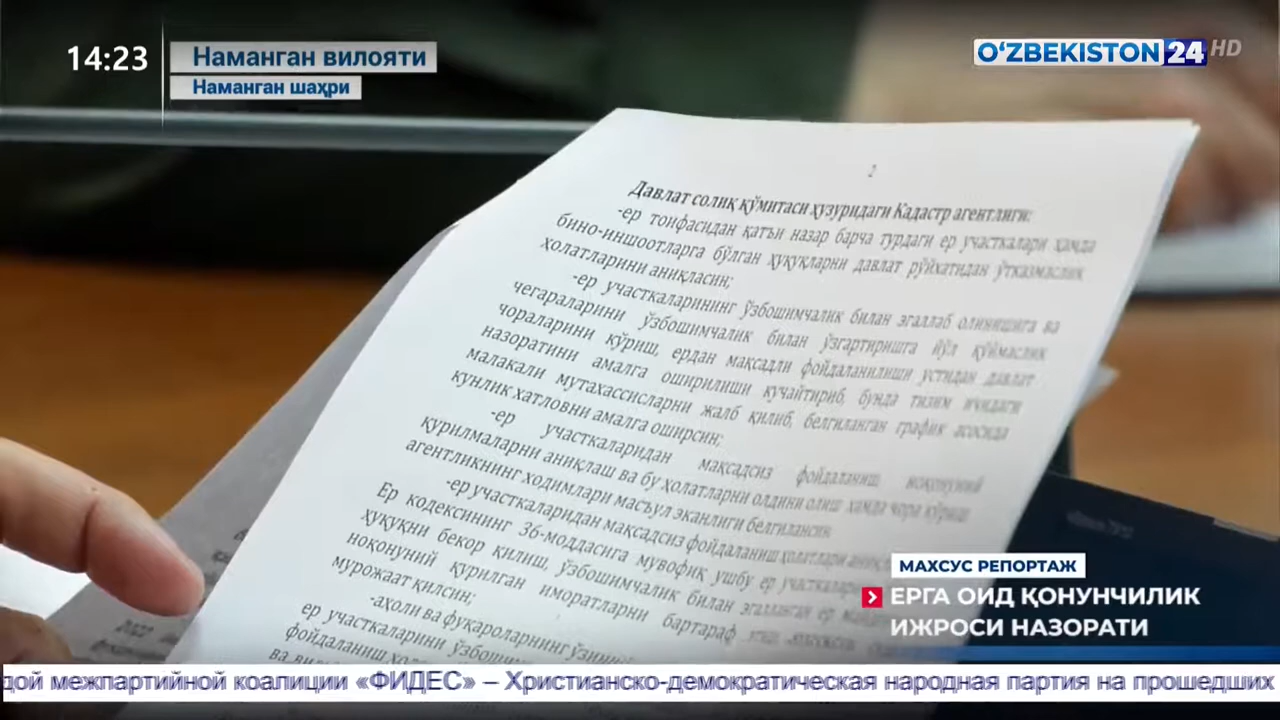 14:23
Наманган вилояти
Наманган шаҳри
O‘ZBEKISTON 24 HD
2
Давлат солиқ қўмитаси ҳузуридаги Кадастр агентлиги:
-ер тоифасидан қатъи назар барча турдаги ер участкалари ҳамда
бино-иншоотларга бўлган ҳуқуқларни давлат рўйхатидан ўтказмаслик
ҳолатларини аниқласин;
-ер участкаларининг ўзбошимчалик билан эгаллаб олинишига ва
чегараларини ўзбошимчалик билан ўзгартиришга йўл қўймаслик
чораларини кўриш, ердан мақсадли фойдаланилиши устидан давлат
назоратини амалга оширилиши кучайтириб, бунда тизим ичидаги
малакали мутахассисларни жалб қилиб, белгиланган график асосида
кунлик хатловни амалга оширсин;
-ер участкаларидан мақсадсиз фойдаланиш ноқонуний
қурилмаларни аниқлаш ва бу ҳолатларни олдини олиш ҳамда чора кўриш
агентликнинг ходимлари масъул эканлиги белгилансин
-ер участкаларидан мақсадсиз фойдаланиш ҳолатлари
Ер кодексининг 36-моддасига мувофиқ ушбу ер участкалари
ҳуқуқни бекор қилиш, ўзбошимчалик билан эгалланган ер
ноқонуний қурилган иморатларни бартараф
мурожаат қилсин;
-аҳоли ва фуқароларнинг ўзини
ер участкаларини
фойдаланиш
2022
МАХСУС РЕПОРТАЖ
ЕРГА ОИД ҚОНУНЧИЛИК
ИЖРОСИ НАЗОРАТИ
межпартийной коалиции «ФИДЕС» – Христианско-демократическая народная партия на прошедших